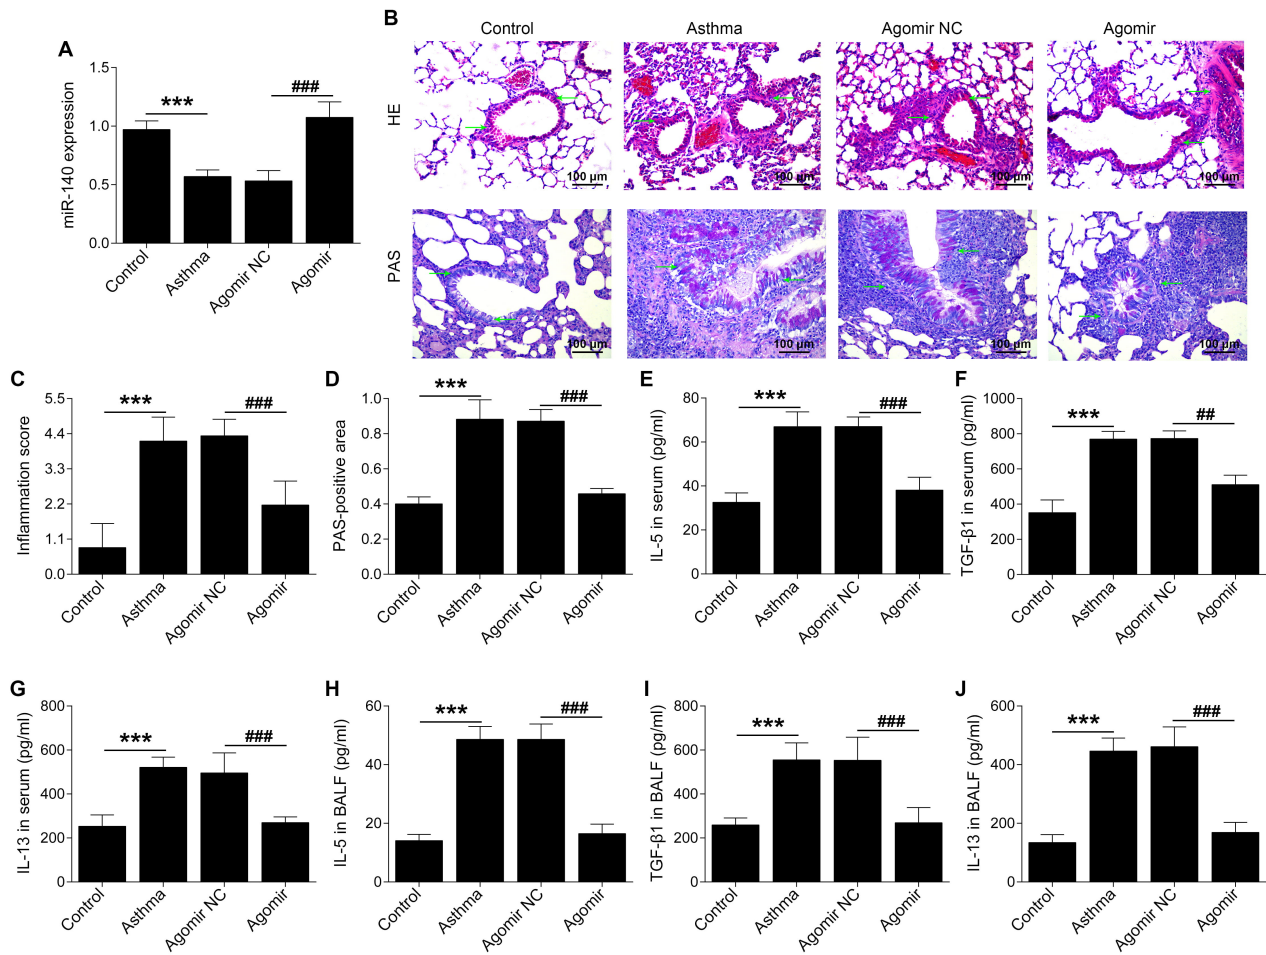 A
miR-140 expression
1.5
1.0
0.5
0.0
***
###
Control
Asthma
Agomir NC
Agomir
B
Control
Asthma
Agomir NC
Agomir
HE
100 μm
100 μm
100 μm
100 μm
PAS
100 μm
100 μm
100 μm
100 μm
C
Inflammation score
5.5
4.4
3.3
2.2
1.1
0.0
***
###
Control
Asthma
Agomir NC
Agomir
D
PAS-positive area
1.0
0.8
0.6
0.4
0.2
0.0
***
###
Control
Asthma
Agomir NC
Agomir
E
IL-5 in serum (pg/ml)
80
60
40
20
0
***
###
Control
Asthma
Agomir NC
Agomir
F
TGF-β1 in serum (pg/ml)
1000
800
600
400
200
0
***
##
Control
Asthma
Agomir NC
Agomir
G
IL-13 in serum (pg/ml)
800
600
400
200
0
***
###
Control
Asthma
Agomir NC
Agomir
H
IL-5 in BALF (pg/ml)
60
40
20
0
***
###
Control
Asthma
Agomir NC
Agomir
I
TGF-β1 in BALF (pg/ml)
800
600
400
200
0
***
###
Control
Asthma
Agomir NC
Agomir
J
IL-13 in BALF (pg/ml)
600
400
200
0
***
###
Control
Asthma
Agomir NC
Agomir